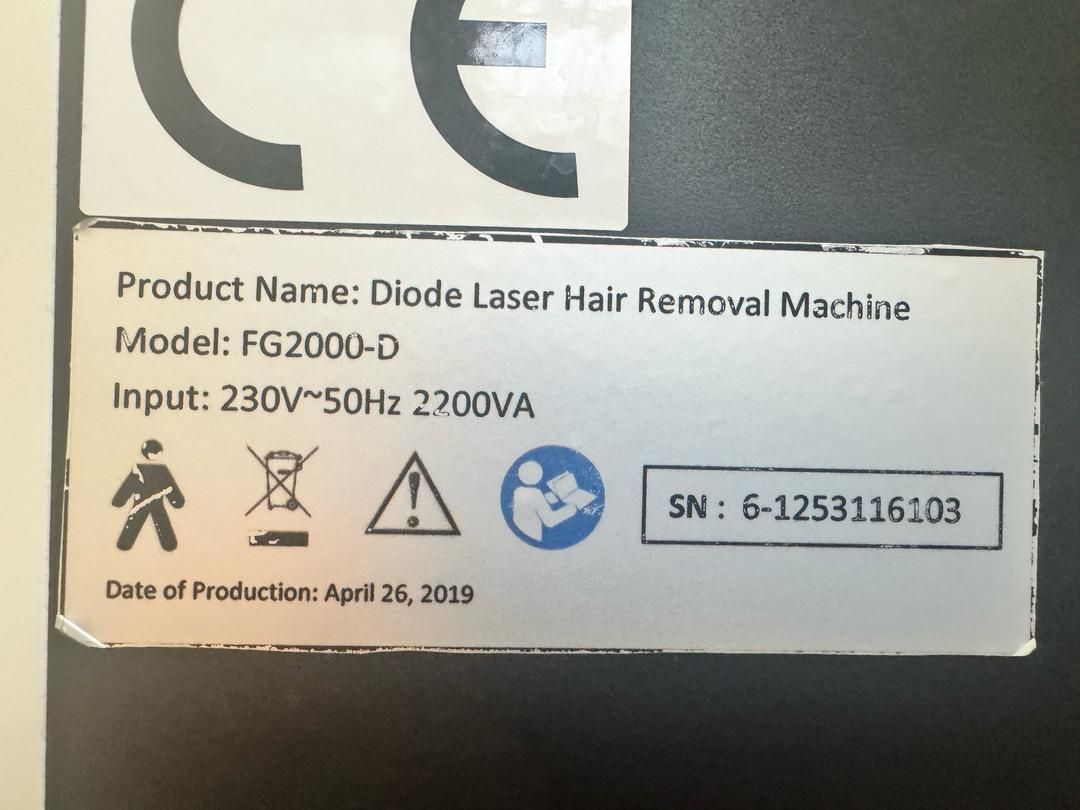 CE
Product Name: Diode Laser Hair Removal Machine
Model: FG2000-D
Input: 230V~50Hz 2200VA
SN : 6-1253116103
Date of Production: April 26, 2019